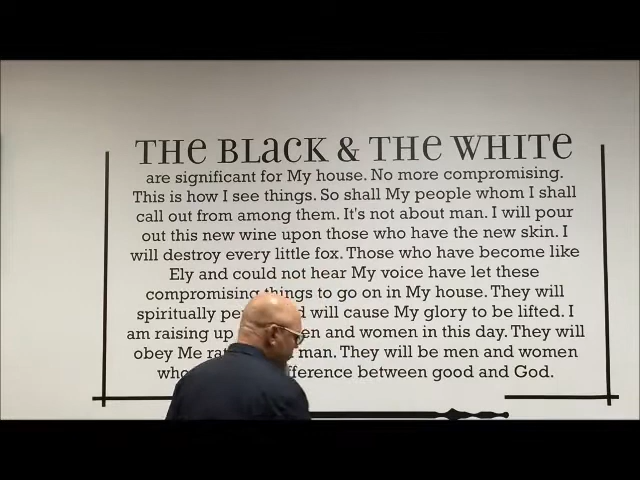 THE BLACK & THE WHITE
are significant for My house. No more compromising.
This is how I see things. So shall My people whom I shall
call out from among them. It's not about man. I will pour
out this new wine upon those who have the new skin. I
will destroy every little fox. Those who have become like
Ely and could not hear My voice have let these
compromising things to go on in My house. They will
spiritually will cause My glory to be lifted. I
am raising up and women in this day. They will
obey Me man. They will be men and women
between good and God.